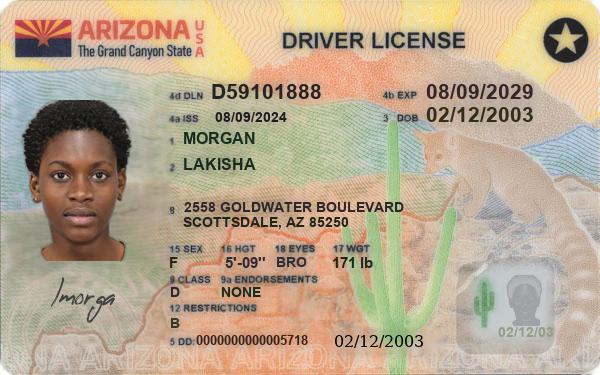 ARIZONA USA
The Grand Canyon State
DRIVER LICENSE
4d DLN D59101888 4b EXP 08/09/2029
4a ISS 08/09/2024 3 DOB 02/12/2003
1 MORGAN
2 LAKISHA
8 2558 GOLDWATER BOULEVARD
SCOTTSDALE, AZ 85250
15 SEX 16 HGT 18 EYES 17 WGT
F 5'-09" BRO 171 lb
9 CLASS 9a ENDORSEMENTS
D NONE
12 RESTRICTIONS
B
5 DD: 0000000000005718 02/12/2003
lmorga
02/12/03
ARIZONA ARIZONA ARIZONA ARIZONA